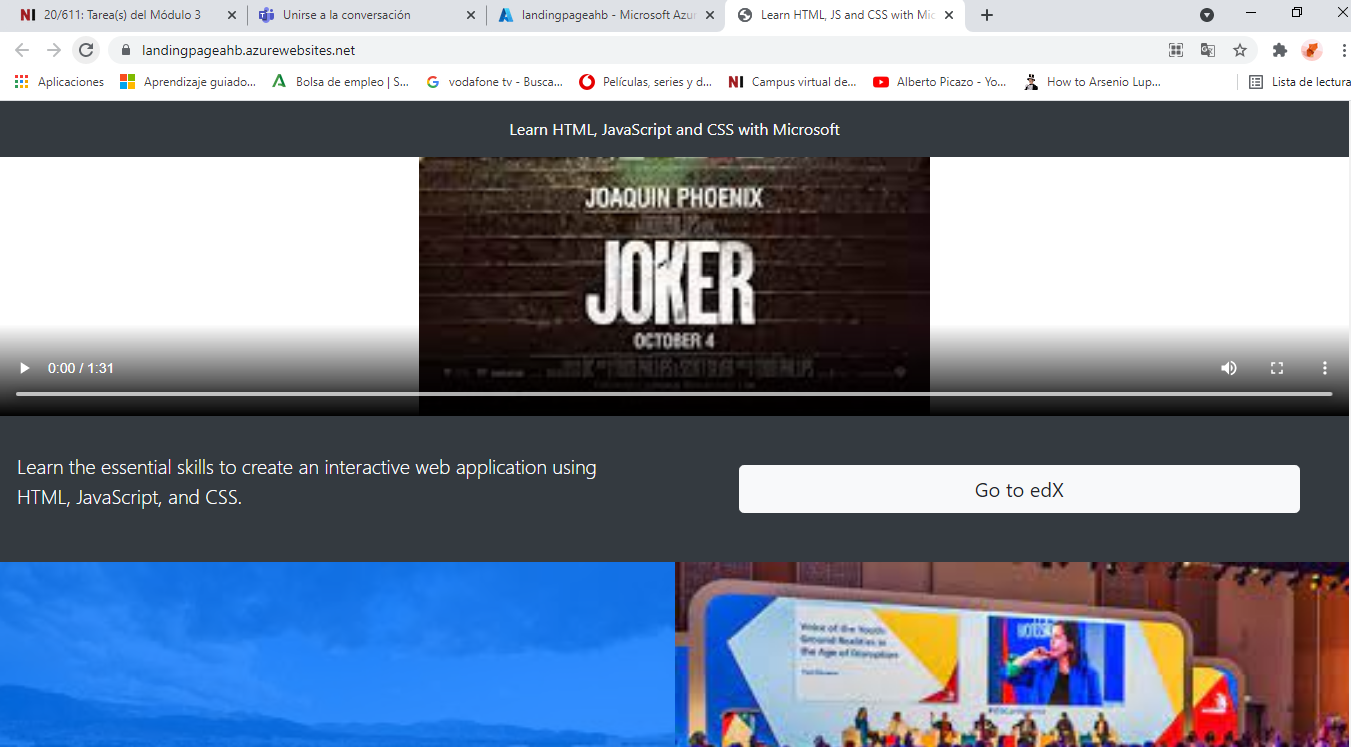 20/611: Tarea(s) del Módulo 3
Unirse a la conversación
landingpageahb - Microsoft Azu
Learn HTML, JS and CSS with Mic
landingpageahb.azurewebsites.net
Aplicaciones
Aprendizaje guiado...
Bolsa de empleo | S...
vodafone tv - Busca...
Películas, series y d...
Campus virtual de...
Alberto Picazo - Yo...
How to Arsenio Lup...
Lista de lectura
Learn HTML, JavaScript and CSS with Microsoft
JOAQUIN PHOENIX
JOKER
OCTOBER 4
0:00 / 1:31
Learn the essential skills to create an interactive web application using
HTML, JavaScript, and CSS.
Go to edX
Voice of the Youth
Ground Realities in
the Age of Disruption